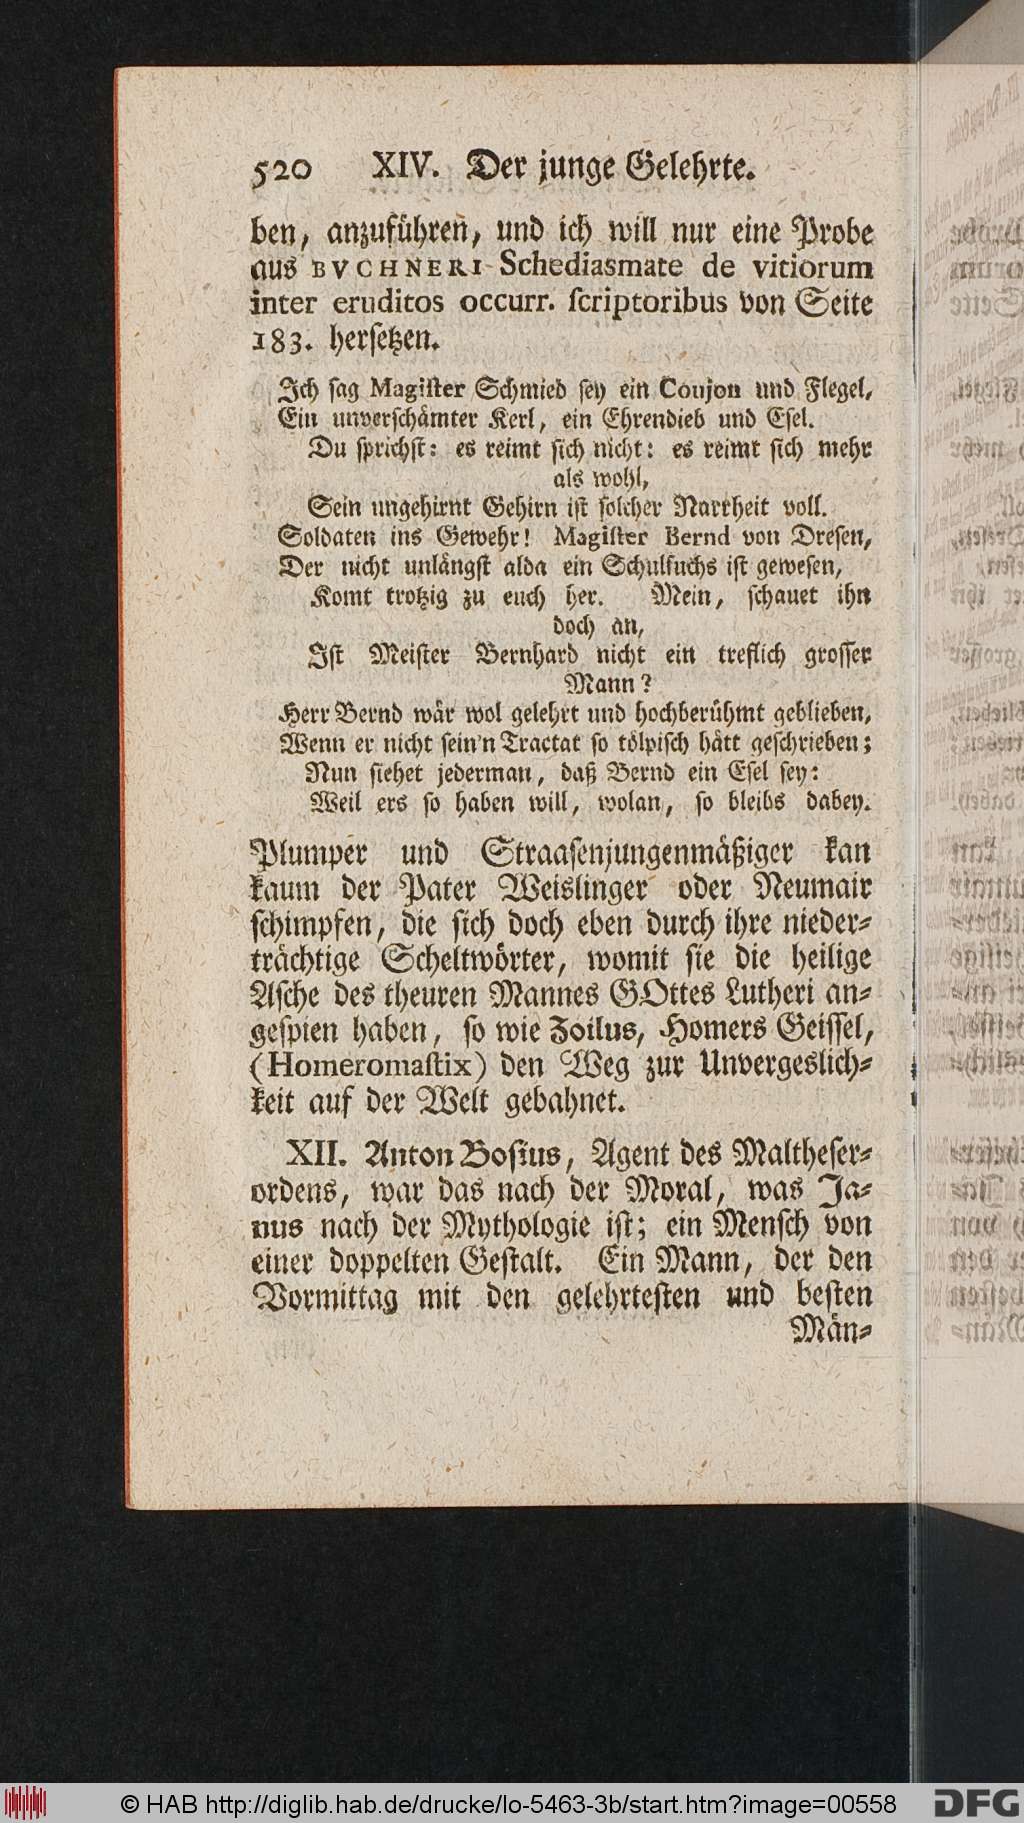 520 XIV. Der junge Gelehrte.
ben, anzuführen, und ich will nur eine Probe
aus BVCHNERI Schediasmate de vitiorum
inter eruditos occurr. scriptoribus von Seite
183. hersetzen.
Ich sag Magister Schmied sey ein Coujon und Flegel,
Ein unverschämter Kerl, ein Ehrendieb und Esel.
Du sprichst: es reimt sich nicht: es reimt sich mehr
als wohl,
Sein ungehirnt Gehirn ist solcher Narrheit voll.
Soldaten ins Gewehr! Magister Bernd von Dresen,
Der nicht unlängst alda ein Schulfuchs ist gewesen,
Komt trotzig zu euch her. Mein, schauet ihn
doch an,
Ist Meister Bernhard nicht ein treflich grosser
Mann?
Herr Bernd wär wol gelehrt und hochberühmt geblieben,
Wenn er nicht sein'n Tractat so tölpisch hätt geschrieben;
Nun siehet jederman, daß Bernd ein Esel sey:
Weil ers so haben will, wolan, so bleibs dabey.
Plumper und Straasenjungenmäßiger kan
kaum der Pater Weislinger oder Neumair
schimpfen, die sich doch eben durch ihre nieder-
trächtige Scheltwörter, womit sie die heilige
Asche des theuren Mannes GOttes Lutheri an-
gespien haben, so wie Zoilus, Homers Geissel,
(Homeromastix) den Weg zur Unvergeslich-
keit auf der Welt gebahnet.
XII. Anton Bosius, Agent des Maltheser-
ordens, war das nach der Moral, was Ja-
nus nach der Mythologie ist; ein Mensch von
einer doppelten Gestalt. Ein Mann, der den
Vormittag mit den gelehrtesten und besten
Män-
© HAB http://diglib.hab.de/drucke/lo-5463-3b/start.htm?image=00558
DFG